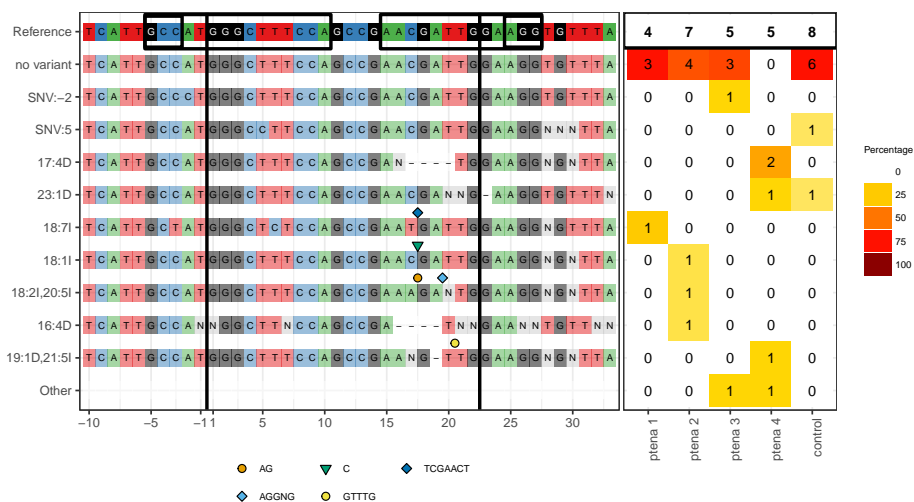 Reference T C A T T G C C A T G G G C T T T C C A G C C G A A C G A T T G G A A G G T G T T T A 4 7 5 5 8
no variant T C A T T G C C A T G G G C T T T C C A G C C G A A C G A T T G G A A G G T G T T T A 3 4 3 0 6
SNV:-2 T C A T T G C C C T G G G C T T T C C A G C C G A A C G A T T G G A A G G T G T T T A 0 0 1 0 0
SNV:5 T C A T T G C C A T G G G C C T T C C A G C C G A A C G A T T G G A A G G N N N T T A 0 0 0 0 1
17:4D T C A T T G C C A T G G G C T T T C C A G C C G A N - - - - T G G A A G G N G N T T A 0 0 0 2 0
23:1D T C A T T G C C A T G G G C T T T C C A G C C G A A C G A N N G - A A G G T G T T T N 0 0 0 1 1
18:7I T C A T T G C T A T G G G C T C T C C A G C C G A A T G A T T G G A A G G N G T T T A 1 0 0 0 0
18:1I T C A T T G C C A T G G G C T T T C C A G C C G A A C G A T T G G A A G G N G N T T A 0 1 0 0 0
18:2I,20:5I T C A T T G C C A T G G G C T T T C C A G C C G A A A G A N T G G A A G G N G N T T A 0 1 0 0 0
16:4D T C A T T G C C A N N G G C T T N C C A G C C G A - - - - T N N G A A N N T G T T N N 0 1 0 0 0
19:1D,21:5I T C A T T G C C A T G G G C T T T C C A G C C G A A N G - T T G G A A G G N G N T T A 0 0 0 1 0
Other 0 0 1 1 0
−10 −5 −1 1 5 10 15 20 25 30
ptena 1 ptena 2 ptena 3 ptena 4 control
Percentage
0
25
50
75
100
AG C TCGAACT
AGGNG GTTTG